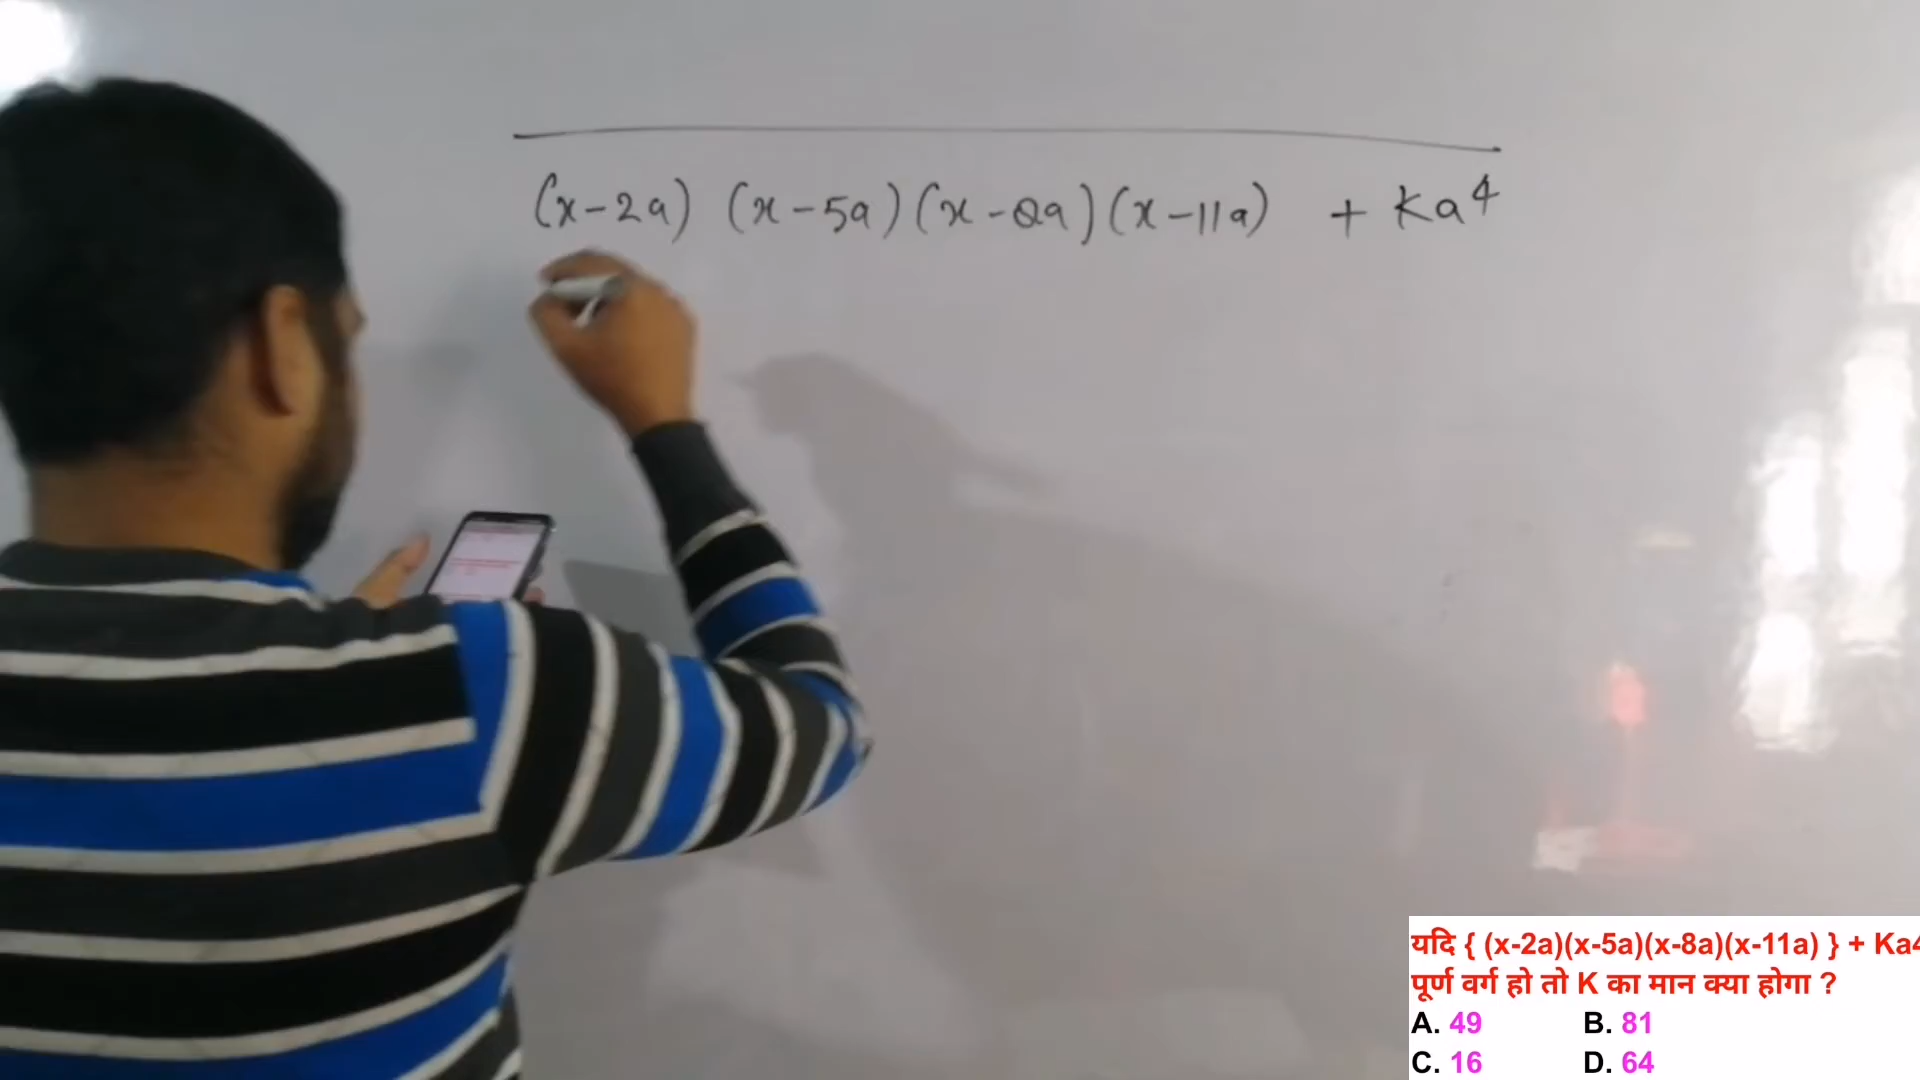 (x-2a) (x-5a)(x-8a)(x-11a) + Ka⁴
यदि { (x-2a)(x-5a)(x-8a)(x-11a) } + Ka4
पूर्ण वर्ग हो तो K का मान क्या होगा ?
A. 49 B. 81
C. 16 D. 64